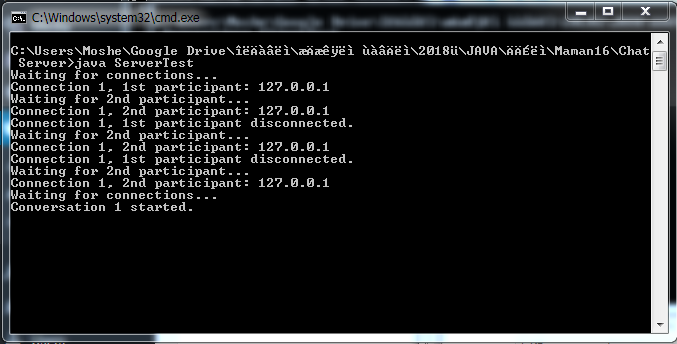 C:\Windows\system32\cmd.exe
C:\Users\Moshe\Google Drive\îëñàâëì\æñæêÿëì ùàâäëì\2018ü\JAVA\ññÉëì\Maman16\Chat
Server>java ServerTest
Waiting for connections...
Connection 1, 1st participant: 127.0.0.1
Waiting for 2nd participant...
Connection 1, 2nd participant: 127.0.0.1
Connection 1, 1st participant disconnected.
Waiting for 2nd participant...
Connection 1, 2nd participant: 127.0.0.1
Connection 1, 1st participant disconnected.
Waiting for 2nd participant...
Connection 1, 2nd participant: 127.0.0.1
Waiting for connections...
Conversation 1 started.